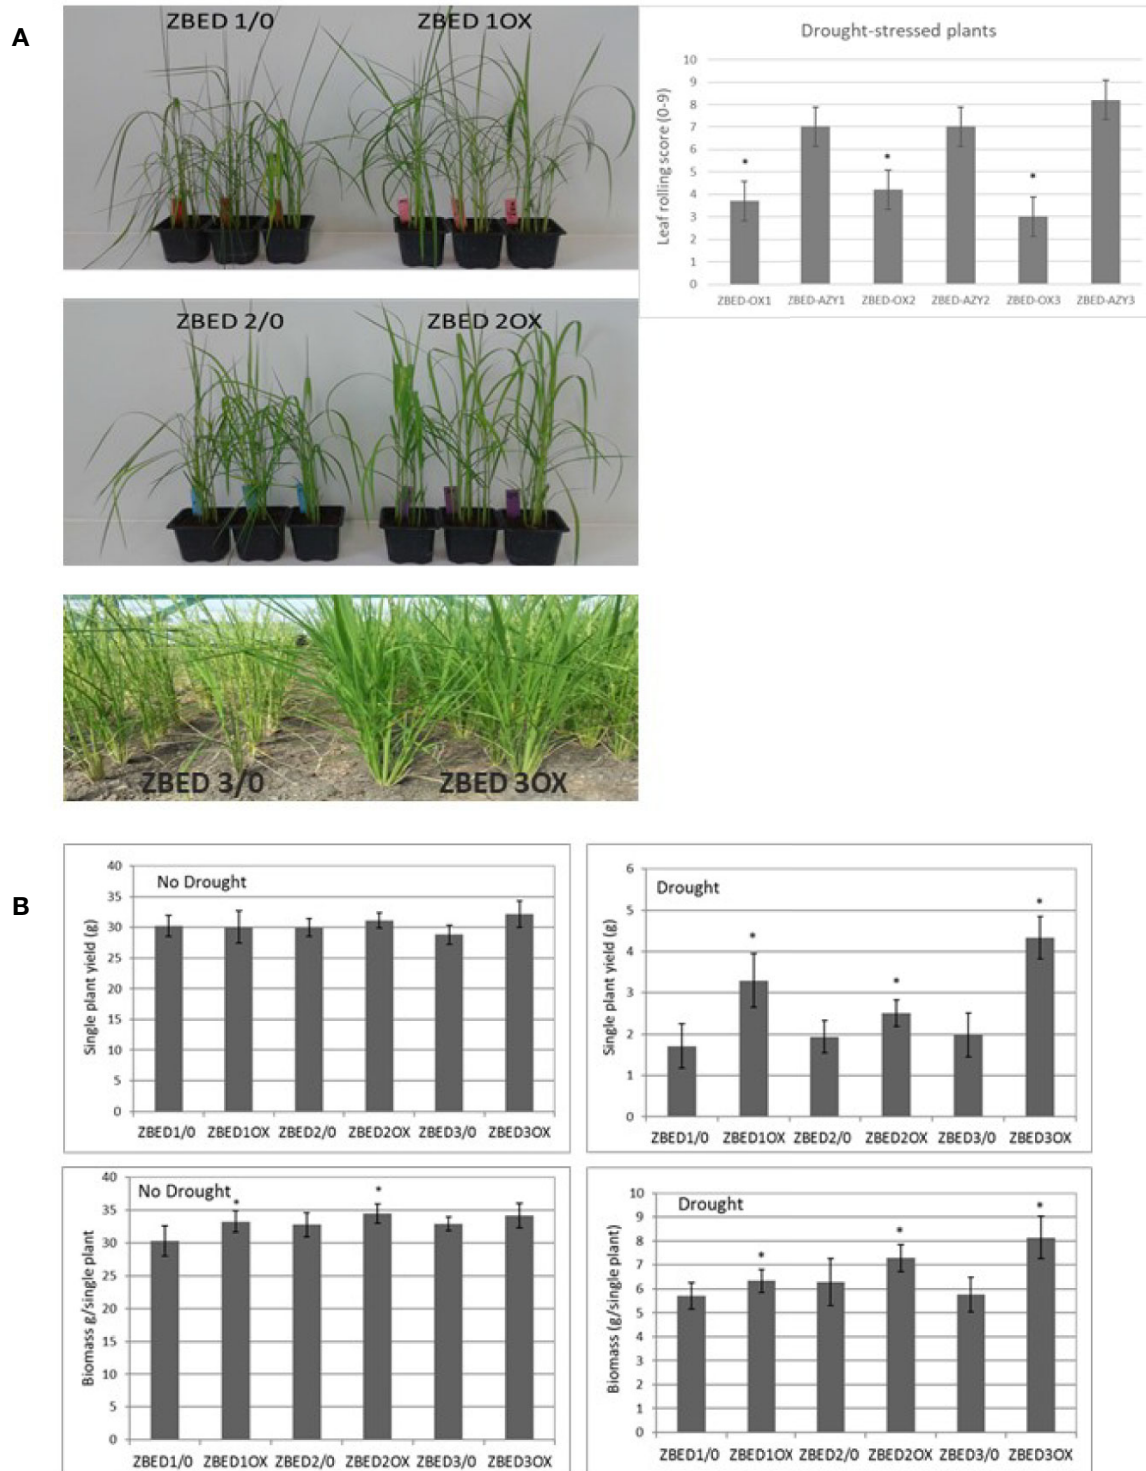 A
ZBED 1/0 ZBED 1OX
Drought-stressed plants
Leaf rolling score (0-9)
10
9
8
7
6
5
4
3
2
1
0
* * *
ZBED-OX1 ZBED-AZY1 ZBED-OX2 ZBED-AZY2 ZBED-OX3 ZBED-AZY3
ZBED 2/0 ZBED 2OX
ZBED 3/0 ZBED 3OX
B
No Drought
Single plant yield (g)
40
35
30
25
20
15
10
5
0
ZBED1/0 ZBED1OX ZBED2/0 ZBED2OX ZBED3/0 ZBED3OX
Drought
Single plant yield (g)
6
5
4
3
2
1
0
* * *
ZBED1/0 ZBED1OX ZBED2/0 ZBED2OX ZBED3/0 ZBED3OX
No Drought
Biomass g/single plant
40
35
30
25
20
15
10
5
0
* *
ZBED1/0 ZBED1OX ZBED2/0 ZBED2OX ZBED3/0 ZBED3OX
Drought
Biomass (g/single plant)
10
9
8
7
6
5
4
3
2
1
0
* * *
ZBED1/0 ZBED1OX ZBED2/0 ZBED2OX ZBED3/0 ZBED3OX